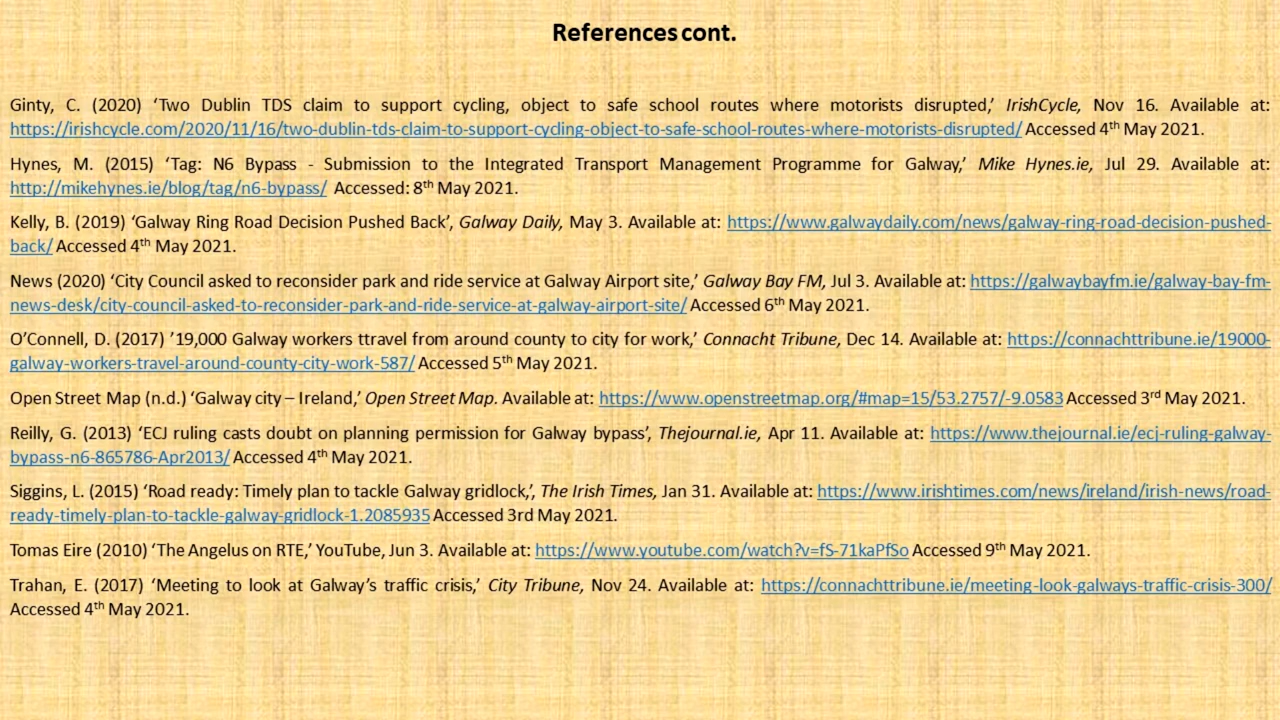 References cont.
Ginty, C. (2020) ‘Two Dublin TDS claim to support cycling, object to safe school routes where motorists disrupted,’ IrishCycle, Nov 16. Available at:
https://irishcycle.com/2020/11/16/two-dublin-tds-claim-to-support-cycling-object-to-safe-school-routes-where-motorists-disrupted/ Accessed 4th May 2021.
Hynes, M. (2015) ‘Tag: N6 Bypass - Submission to the Integrated Transport Management Programme for Galway,’ Mike Hynes.ie, Jul 29. Available at:
http://mikehynes.ie/blog/tag/n6-bypass/ Accessed: 8th May 2021.
Kelly, B. (2019) ‘Galway Ring Road Decision Pushed Back’, Galway Daily, May 3. Available at: https://www.galwaydaily.com/news/galway-ring-road-decision-pushed-
back/ Accessed 4th May 2021.
News (2020) ‘City Council asked to reconsider park and ride service at Galway Airport site,’ Galway Bay FM, Jul 3. Available at: https://galwaybayfm.ie/galway-bay-fm-
news-desk/city-council-asked-to-reconsider-park-and-ride-service-at-galway-airport-site/ Accessed 6th May 2021.
O’Connell, D. (2017) ’19,000 Galway workers ttravel from around county to city for work,’ Connacht Tribune, Dec 14. Available at: https://connachttribune.ie/19000-
galway-workers-travel-around-county-city-work-587/ Accessed 5th May 2021.
Open Street Map (n.d.) ‘Galway city – Ireland,’ Open Street Map. Available at: https://www.openstreetmap.org/#map=15/53.2757/-9.0583 Accessed 3rd May 2021.
Reilly, G. (2013) ‘ECJ ruling casts doubt on planning permission for Galway bypass’, Thejournal.ie, Apr 11. Available at: https://www.thejournal.ie/ecj-ruling-galway-
bypass-n6-865786-Apr2013/ Accessed 4th May 2021.
Siggins, L. (2015) ‘Road ready: Timely plan to tackle Galway gridlock,’, The Irish Times, Jan 31. Available at: https://www.irishtimes.com/news/ireland/irish-news/road-
ready-timely-plan-to-tackle-galway-gridlock-1.2085935 Accessed 3rd May 2021.
Tomas Eire (2010) ‘The Angelus on RTE,’ YouTube, Jun 3. Available at: https://www.youtube.com/watch?v=fS-71kaPfSo Accessed 9th May 2021.
Trahan, E. (2017) ‘Meeting to look at Galway’s traffic crisis,’ City Tribune, Nov 24. Available at: https://connachttribune.ie/meeting-look-galways-traffic-crisis-300/
Accessed 4th May 2021.